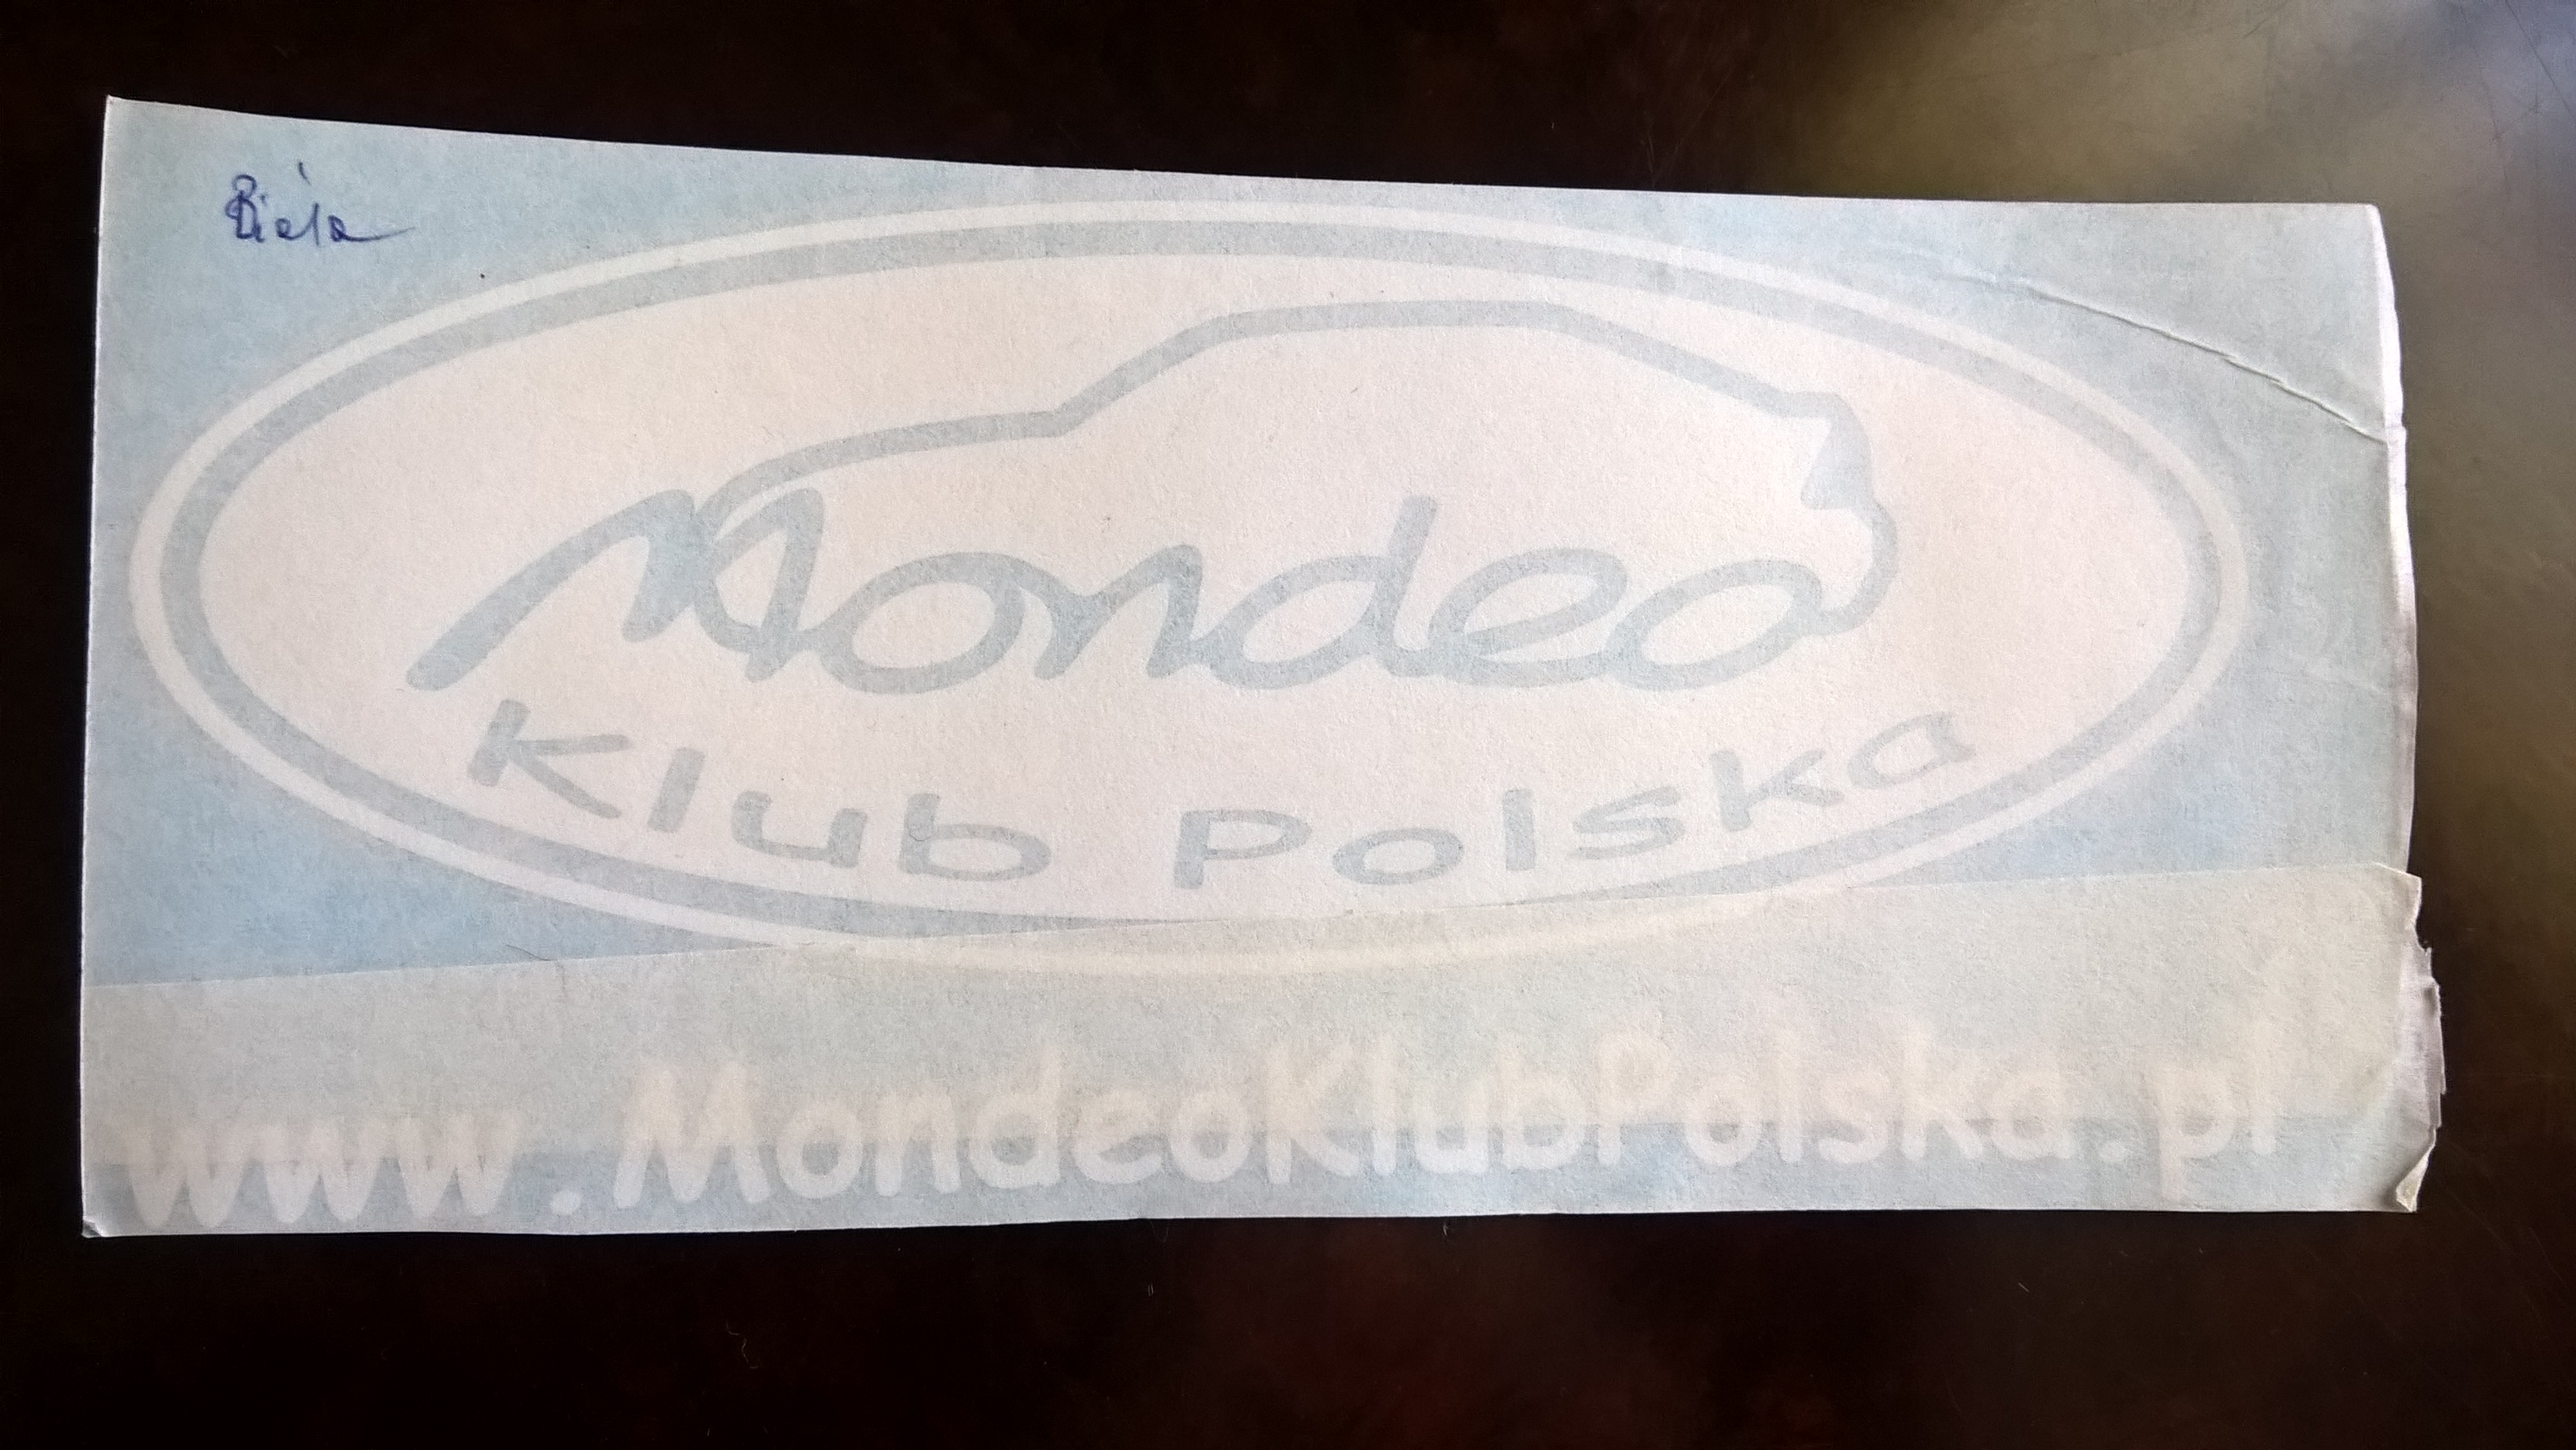 Biała
Mondeo
Klub Polska
www.MondeoKlubPolska.pl